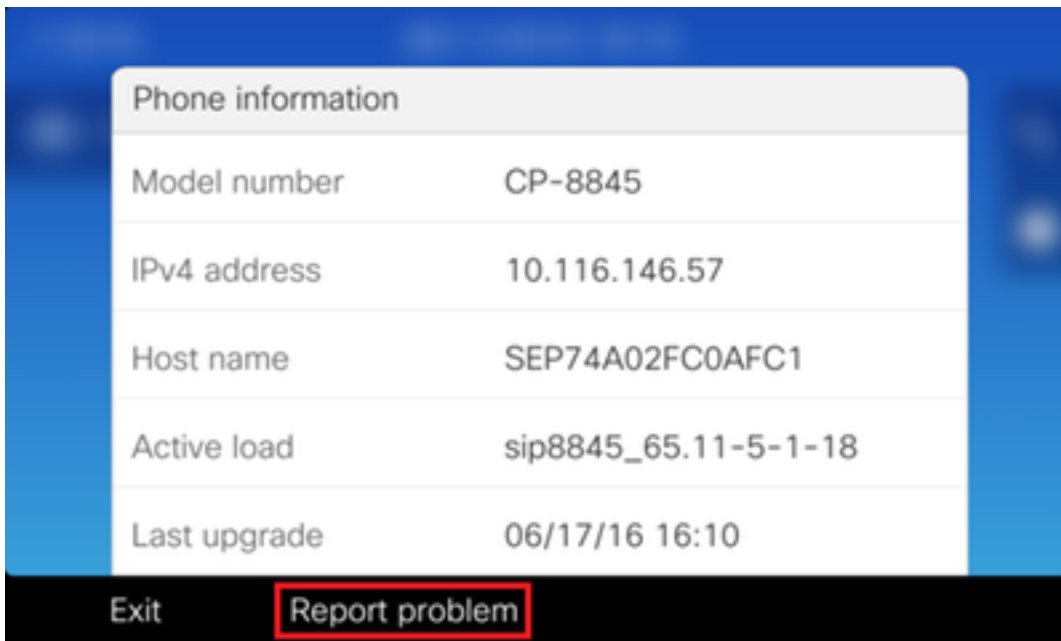 Phone information
Model number CP-8845
IPv4 address 10.116.146.57
Host name SEP74A02FC0AFC1
Active load sip8845_65.11-5-1-18
Last upgrade 06/17/16 16:10
Exit Report problem